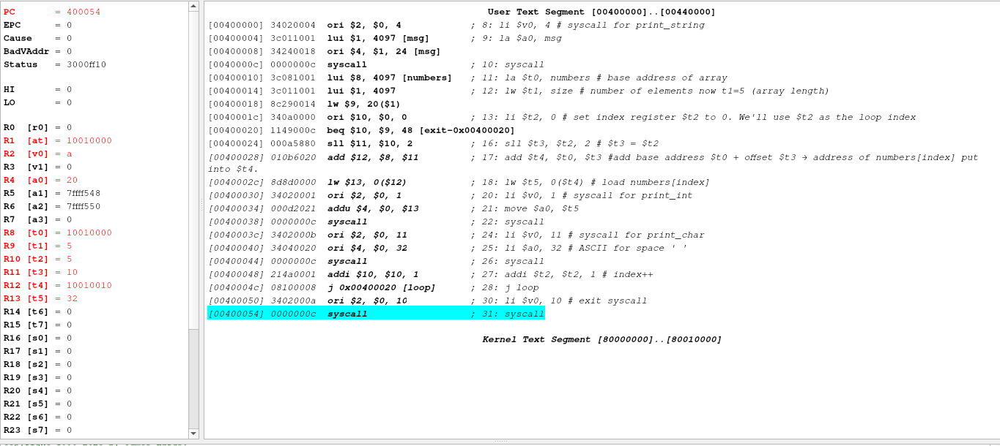 PC = 400054
EPC = 0
Cause = 0
BadVAddr = 0
Status = 3000ff10
HI = 0
LO = 0
R0 [r0] = 0
R1 [at] = 10010000
R2 [v0] = a
R3 [v1] = 0
R4 [a0] = 20
R5 [a1] = 7ffff548
R6 [a2] = 7ffff550
R7 [a3] = 0
R8 [t0] = 10010000
R9 [t1] = 5
R10 [t2] = 5
R11 [t3] = 10
R12 [t4] = 10010010
R13 [t5] = 32
R14 [t6] = 0
R15 [t7] = 0
R16 [s0] = 0
R17 [s1] = 0
R18 [s2] = 0
R19 [s3] = 0
R20 [s4] = 0
R21 [s5] = 0
R22 [s6] = 0
R23 [s7] = 0
User Text Segment [00400000]..[00440000]
[00400000] 34020004 ori $2, $0, 4 ; 8: li $v0, 4 # syscall for print_string
[00400004] 3c011001 lui $1, 4097 [msg] ; 9: la $a0, msg
[00400008] 34240018 ori $4, $1, 24 [msg]
[0040000c] 0000000c syscall ; 10: syscall
[00400010] 3c081001 lui $8, 4097 [numbers] ; 11: la $t0, numbers # base address of array
[00400014] 3c011001 lui $1, 4097 ; 12: lw $t1, size # number of elements now t1=5 (array length)
[00400018] 8c290014 lw $9, 20($1)
[0040001c] 340a0000 ori $10, $0, 0 ; 13: li $t2, 0 # set index register $t2 to 0. We'll use $t2 as the loop index
[00400020] 1149000c beq $10, $9, 48 [exit-0x00400020]
[00400024] 000a5880 sll $11, $10, 2 ; 16: sll $t3, $t2, 2 # $t3 = $t2
[00400028] 010b6020 add $12, $8, $11 ; 17: add $t4, $t0, $t3 #add base address $t0 + offset $t3 → address of numbers[index] put
into $t4.
[0040002c] 8d8d0000 lw $13, 0($12) ; 18: lw $t5, 0($t4) # load numbers[index]
[00400030] 34020001 ori $2, $0, 1 ; 20: li $v0, 1 # syscall for print_int
[00400034] 000d2021 addu $4, $0, $13 ; 21: move $a0, $t5
[00400038] 0000000c syscall ; 22: syscall
[0040003c] 3402000b ori $2, $0, 11 ; 24: li $v0, 11 # syscall for print_char
[00400040] 34040020 ori $4, $0, 32 ; 25: li $a0, 32 # ASCII for space ' '
[00400044] 0000000c syscall ; 26: syscall
[00400048] 214a0001 addi $10, $10, 1 ; 27: addi $t2, $t2, 1 # index++
[0040004c] 08100008 j 0x00400020 [loop] ; 28: j loop
[00400050] 3402000a ori $2, $0, 10 ; 30: li $v0, 10 # exit syscall
[00400054] 0000000c syscall ; 31: syscall
Kernel Text Segment [80000000]..[80010000]